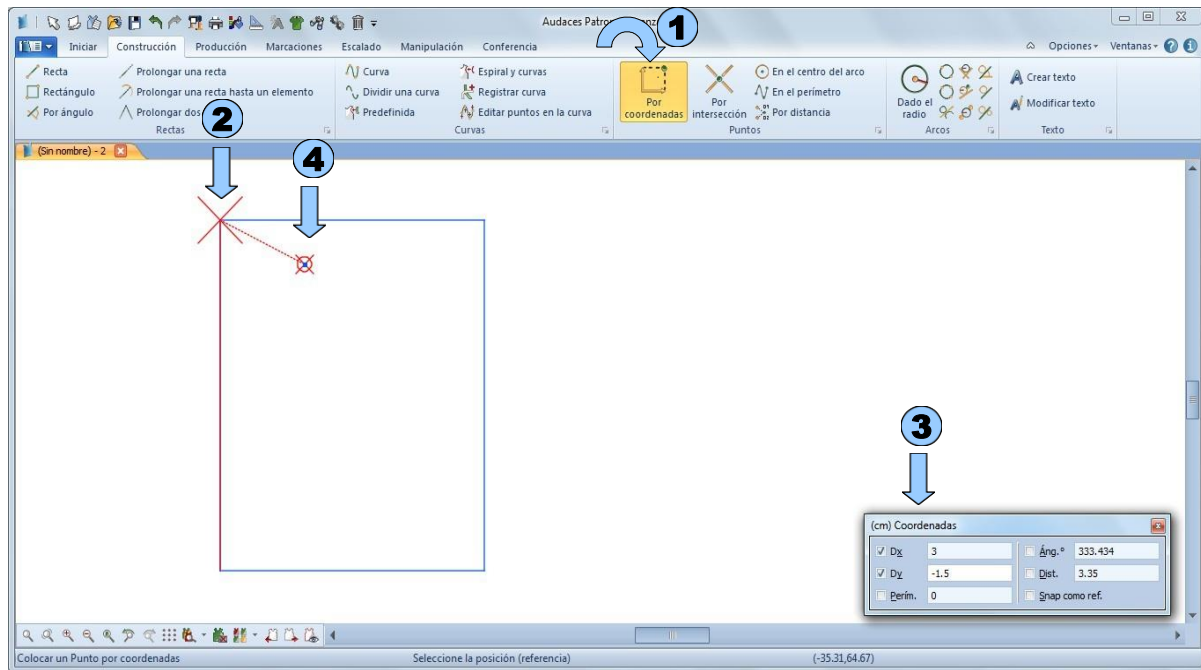 Audaces Patron
1
Iniciar Construcción Producción Marcaciones Escalado Manipulación Conferencia Opciones Ventanas
Recta
Rectángulo
Por ángulo
Prolongar una recta
Prolongar una recta hasta un elemento
Prolongar dos
Rectas
Curva
Dividir una curva
Predefinida
Espiral y curvas
Registrar curva
Editar puntos en la curva
Curvas
Por coordenadas
Por intersección
En el centro del arco
En el perímetro
Por distancia
Puntos
Dado el radio
Arcos
Crear texto
Modificar texto
Texto
2
(Sin nombre) - 2
4
3
(cm) Coordenadas
Dx 3 Áng.° 333.434
Dy -1.5 Dist. 3.35
Perím. 0 Snap como ref.
Colocar un Punto por coordenadas Seleccione la posición (referencia) (-35.31,64.67)